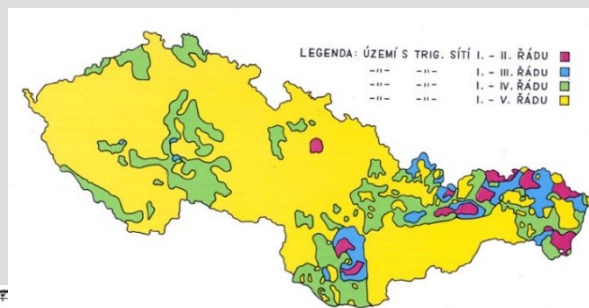 LEGENDA: ÚZEMÍ S TRIG. SÍTÍ I. - II. ŘÁDU
-"- -"- I. - III. ŘÁDU
-"- -"- I. - IV. ŘÁDU
-"- -"- I. - V. ŘÁDU